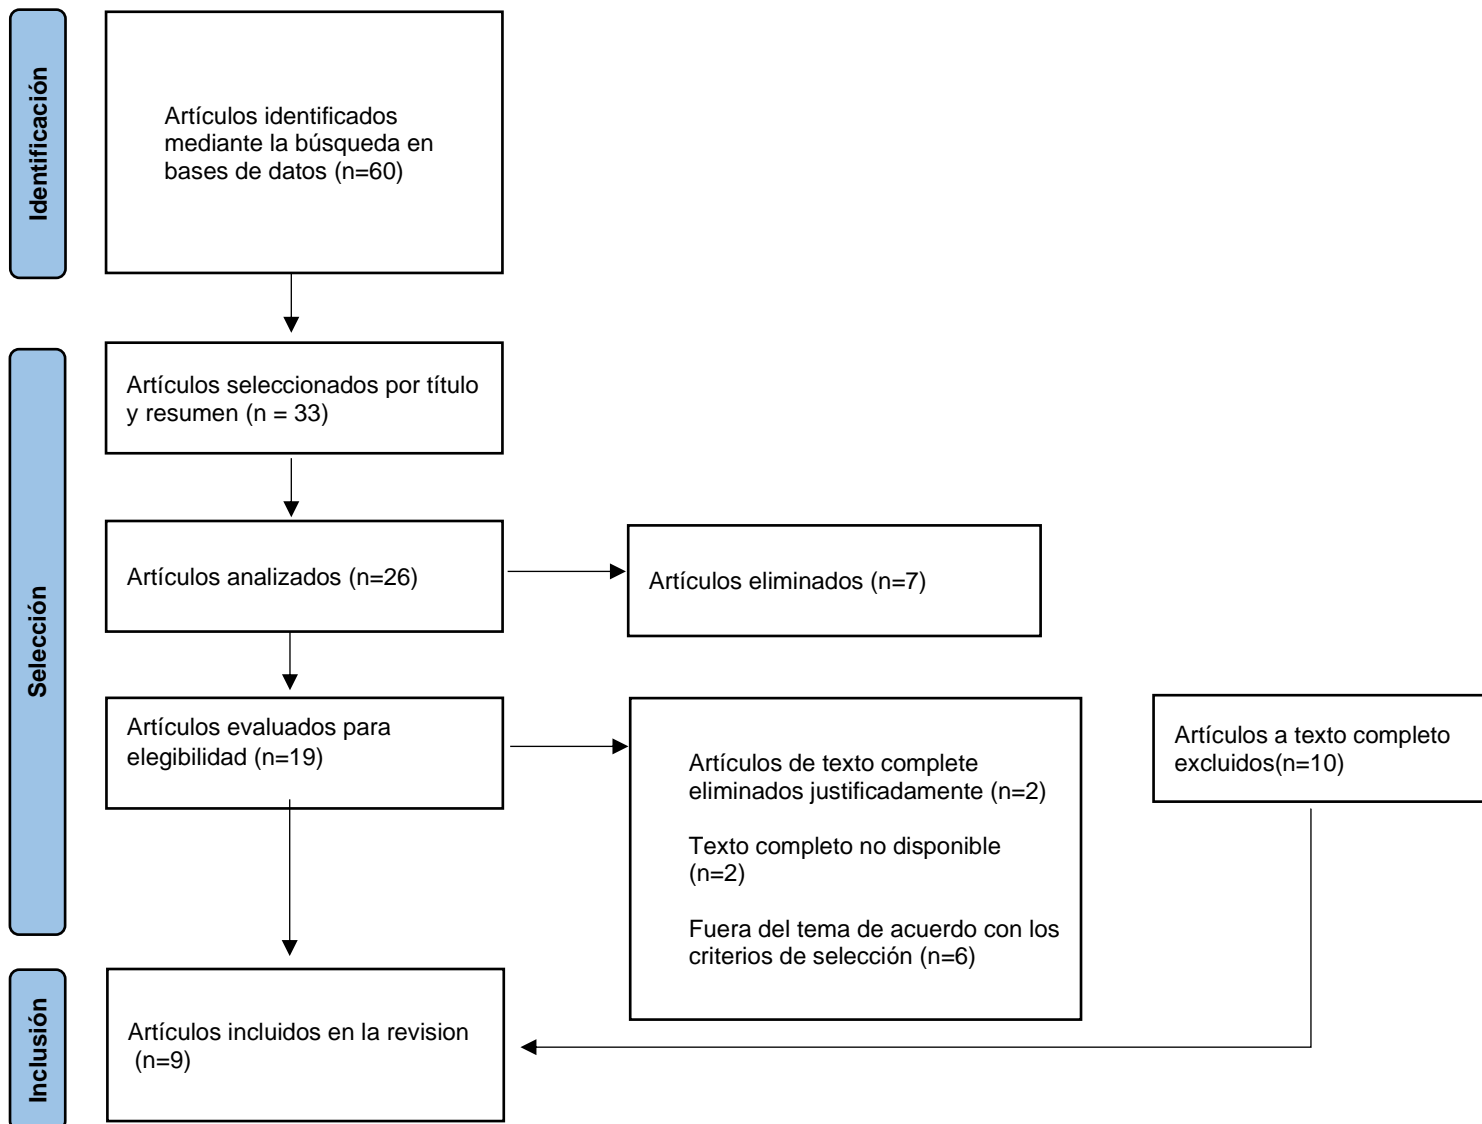 Identificación
Artículos identificados
mediante la búsqueda en
bases de datos (n=60)
Selección
Artículos seleccionados por título
y resumen (n = 33)
Artículos analizados (n=26)
Artículos eliminados (n=7)
Artículos evaluados para
elegibilidad (n=19)
Artículos de texto complete
eliminados justificadamente (n=2)
Texto completo no disponible
(n=2)
Fuera del tema de acuerdo con los
criterios de selección (n=6)
Artículos a texto completo
excluidos(n=10)
Inclusión
Artículos incluidos en la revision
(n=9)